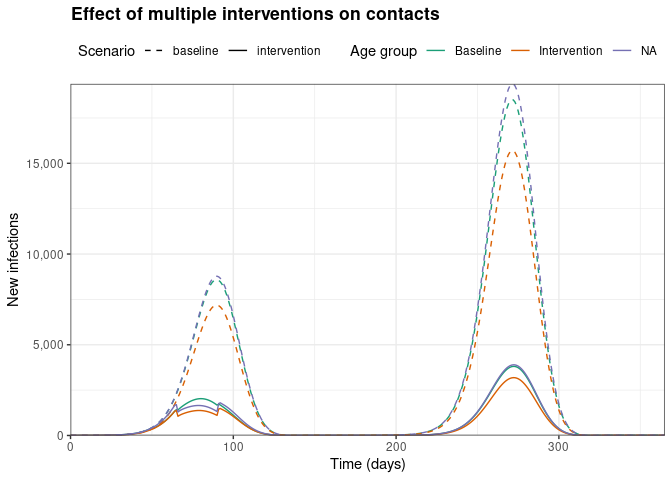 Effect of multiple interventions on contacts
Scenario baseline intervention Age group Baseline Intervention NA
15,000
10,000
5,000
0
New infections
0 100 200 300
Time (days)